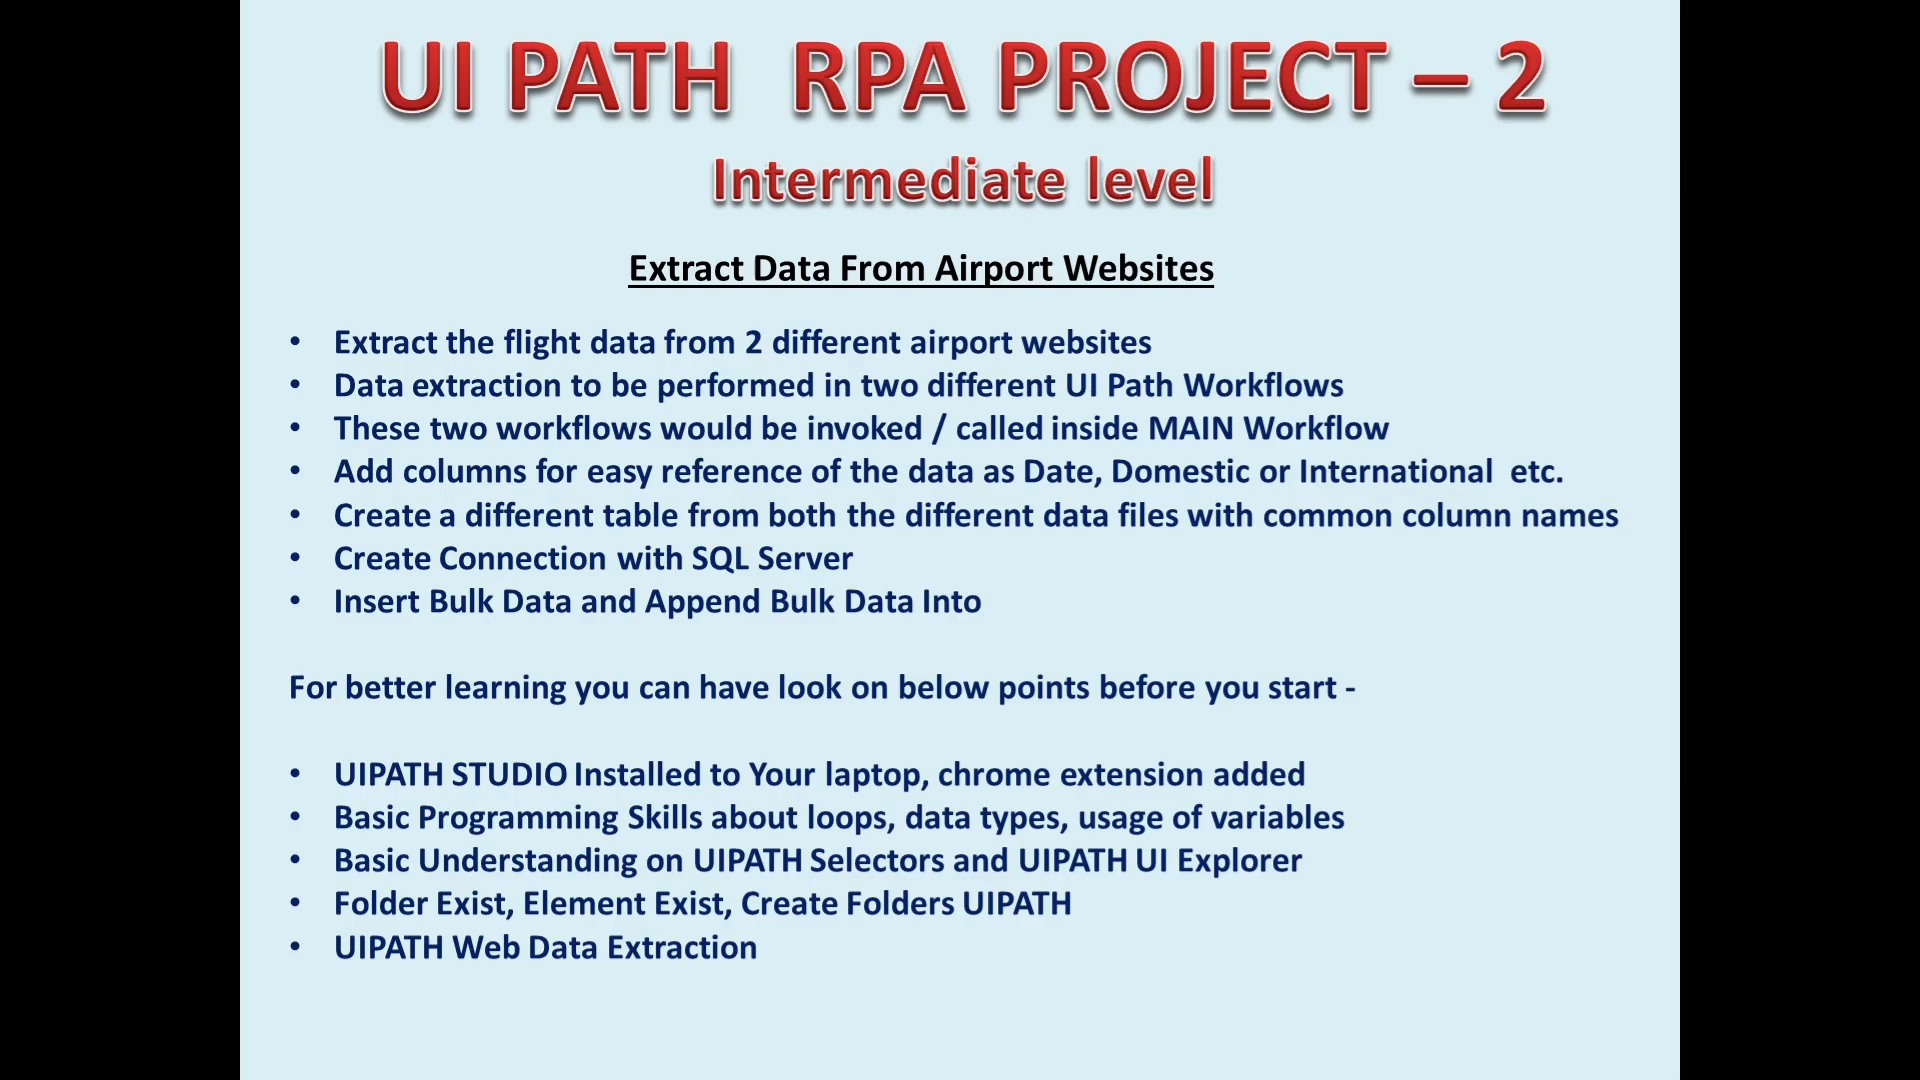 UI PATH  RPA PROJECT – 2
Intermediate level
Extract Data From Airport Websites
• Extract the flight data from 2 different airport websites
• Data extraction to be performed in two different UI Path Workflows
• These two workflows would be invoked / called inside MAIN Workflow
• Add columns for easy reference of the data as Date, Domestic or International  etc.
• Create a different table from both the different data files with common column names
• Create Connection with SQL Server
• Insert Bulk Data and Append Bulk Data Into
For better learning you can have look on below points before you start -
• UIPATH STUDIO Installed to Your laptop, chrome extension added
• Basic Programming Skills about loops, data types, usage of variables
• Basic Understanding on UIPATH Selectors and UIPATH UI Explorer
• Folder Exist, Element Exist, Create Folders UIPATH
• UIPATH Web Data Extraction